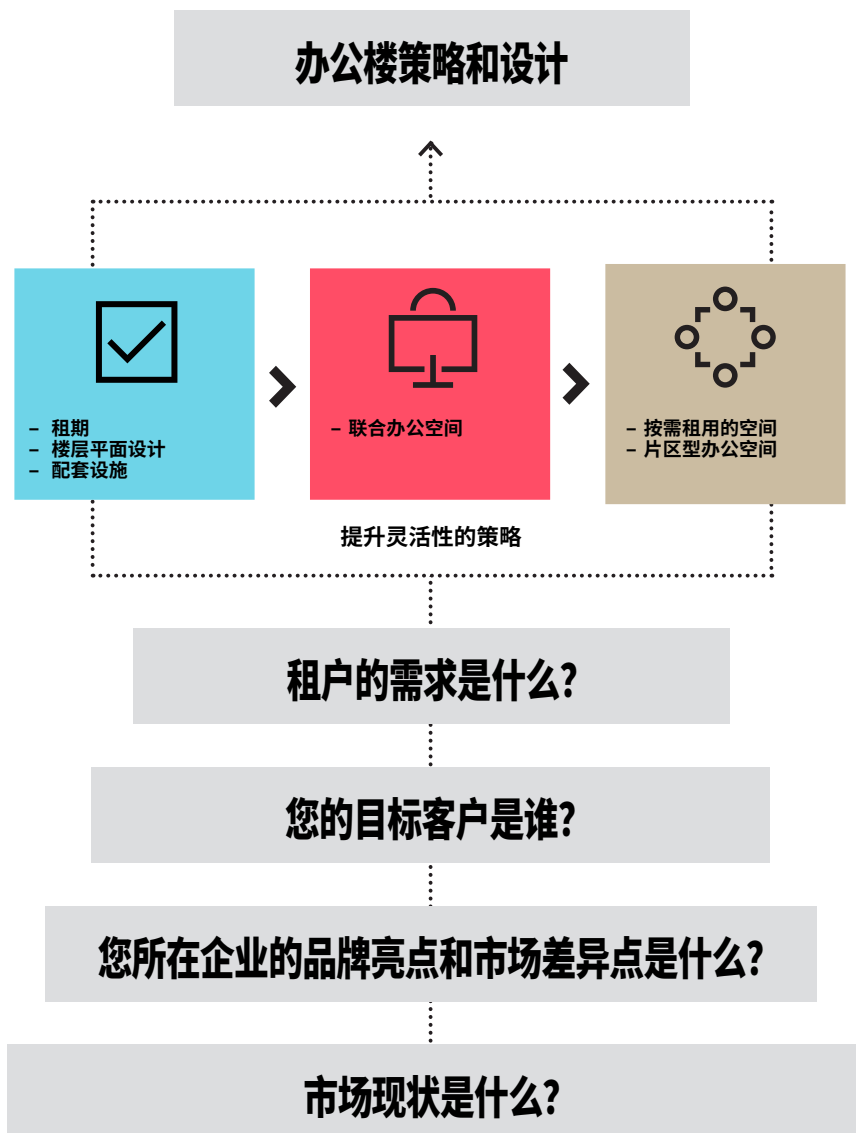 办公楼策略和设计
– 租期
– 楼层平面设计
– 配套设施
– 联合办公空间
– 按需租用的空间
– 片区型办公空间
提升灵活性的策略
租户的需求是什么?
您的目标客户是谁?
您所在企业的品牌亮点和市场差异点是什么?
市场现状是什么?